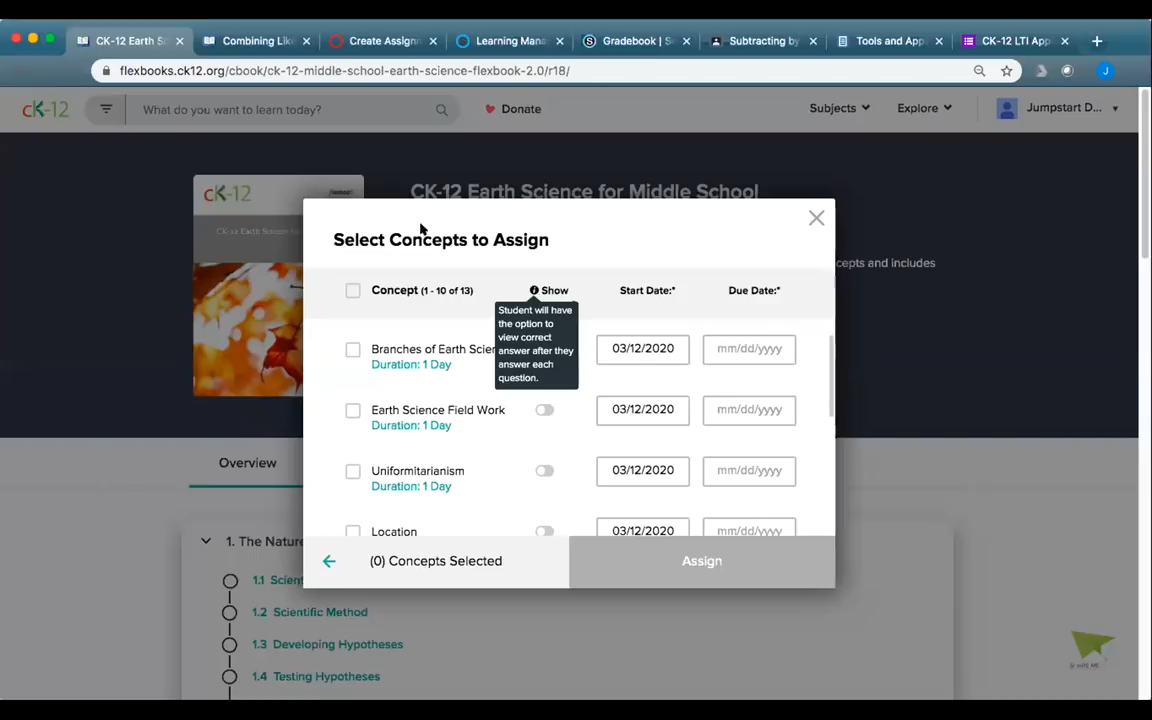 CK-12 Earth S
Combining Lik
Create Assignm
Learning Mana
Gradebook | S
Subtracting by
Tools and App
CK-12 LTI App
flexbooks.ck12.org/cbook/ck-12-middle-school-earth-science-flexbook-2.0/r18/
cK-12
What do you want to learn today?
Donate
Subjects
Explore
Jumpstart D...
cK-12
CK-12 Earth Science for Middle School
cepts and includes
Select Concepts to Assign
Concept (1 - 10 of 13)
Show
Start Date:*
Due Date:*
Student will have
the option to
view correct
answer after they
answer each
question.
Branches of Earth Scien
03/12/2020
mm/dd/yyyy
Duration: 1 Day
Earth Science Field Work
03/12/2020
mm/dd/yyyy
Duration: 1 Day
Uniformitarianism
03/12/2020
mm/dd/yyyy
Duration: 1 Day
Location
03/12/2020
mm/dd/yyyy
(0) Concepts Selected
Assign
Overview
1. The Nature
1.1 Scient
1.2 Scientific Method
1.3 Developing Hypotheses
1.4 Testing Hypotheses